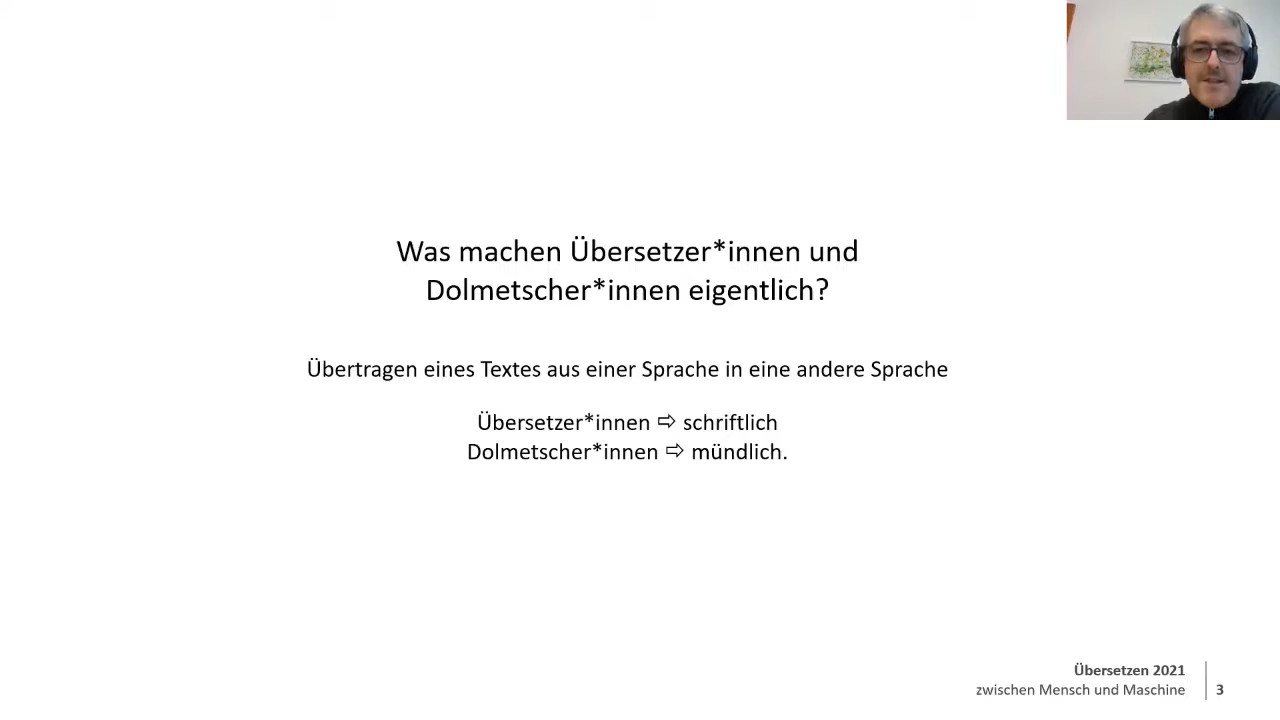 Was machen Übersetzer*innen und
Dolmetscher*innen eigentlich?
Übertragen eines Textes aus einer Sprache in eine andere Sprache
Übersetzer*innen ⇨ schriftlich
Dolmetscher*innen ⇨ mündlich.
Übersetzen 2021
zwischen Mensch und Maschine
3